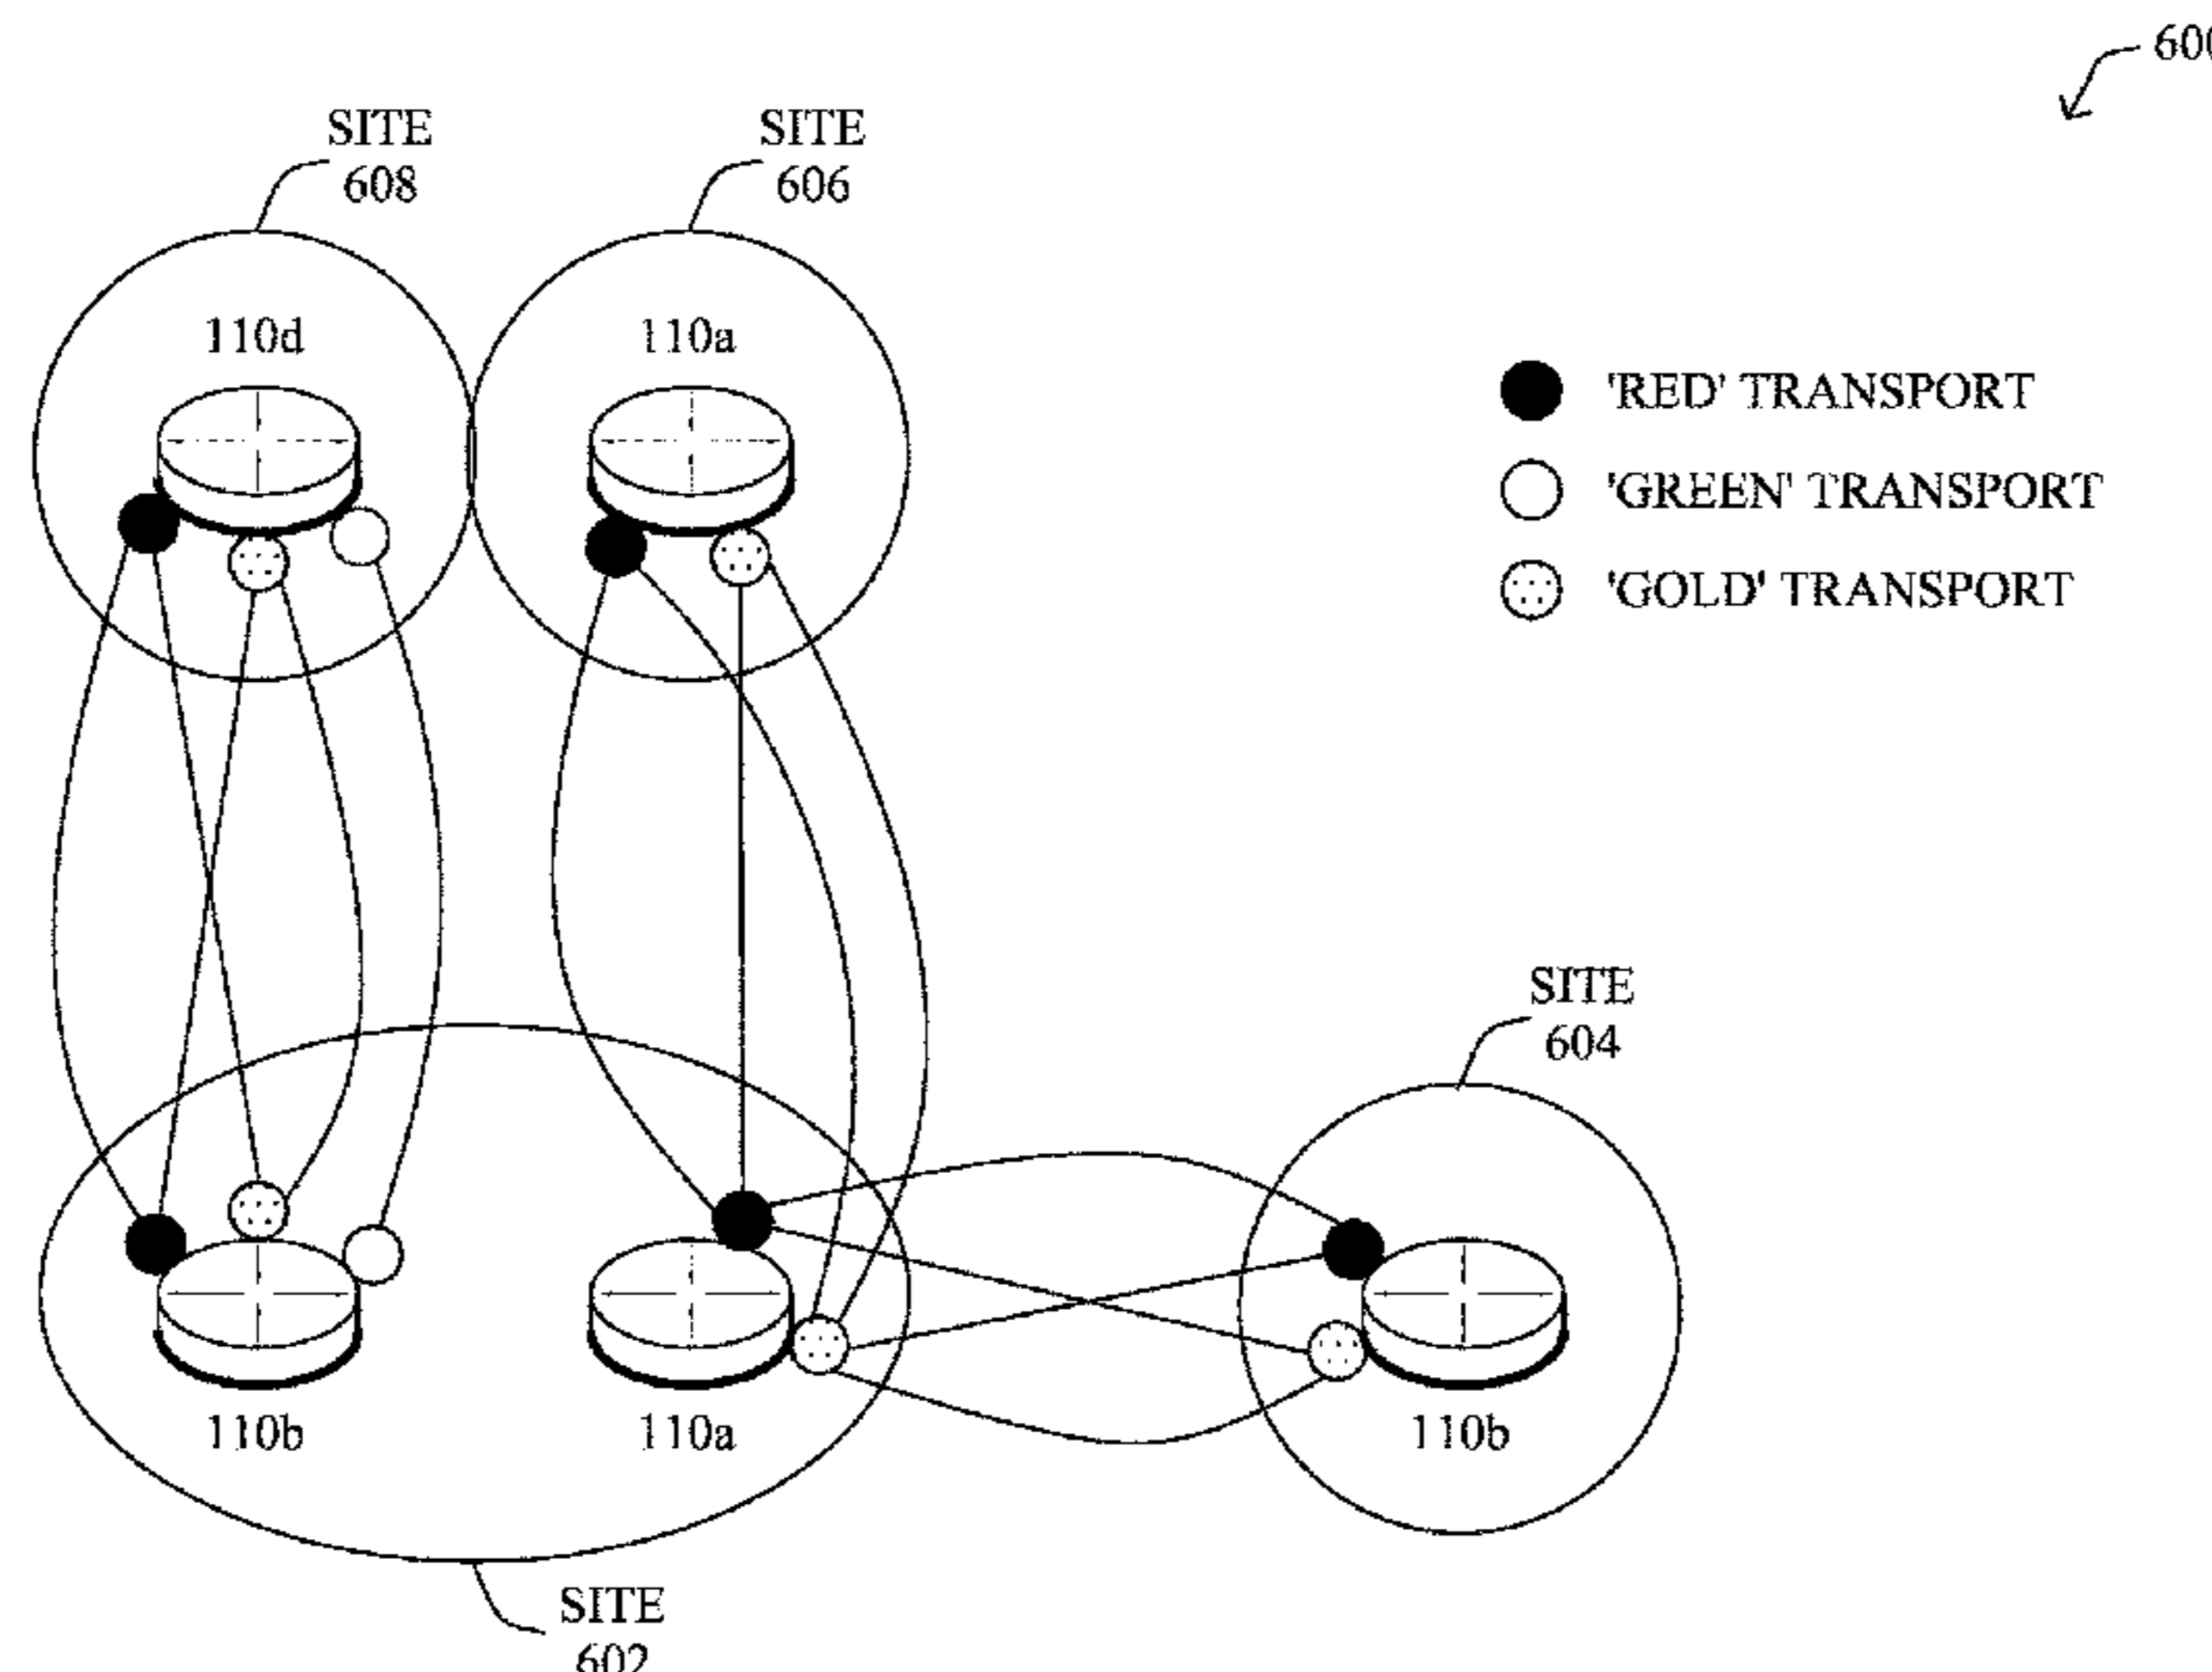 SITE
608
SITE
606
110d
110a
'RED' TRANSPORT
'GREEN' TRANSPORT
'GOLD' TRANSPORT
SITE
604
110b
110a
110b
SITE
602